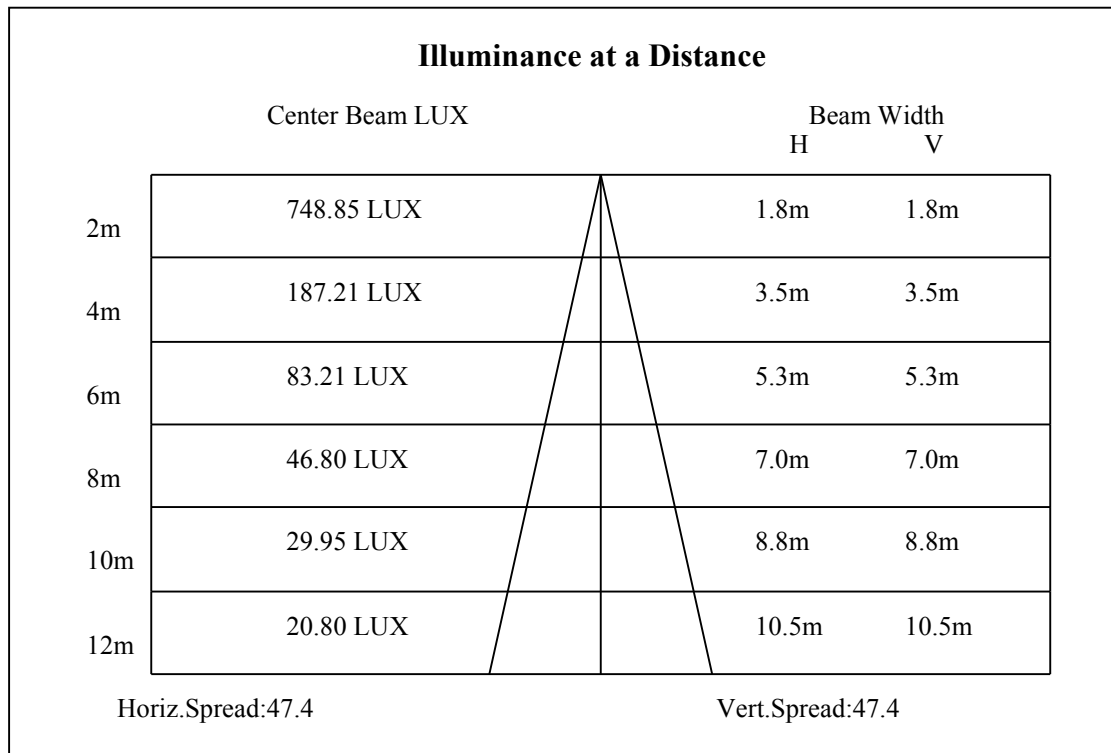 Illuminance at a Distance
Center Beam LUX Beam Width
H V
2m 748.85 LUX 1.8m 1.8m
4m 187.21 LUX 3.5m 3.5m
6m 83.21 LUX 5.3m 5.3m
8m 46.80 LUX 7.0m 7.0m
10m 29.95 LUX 8.8m 8.8m
12m 20.80 LUX 10.5m 10.5m
Horiz.Spread:47.4 Vert.Spread:47.4